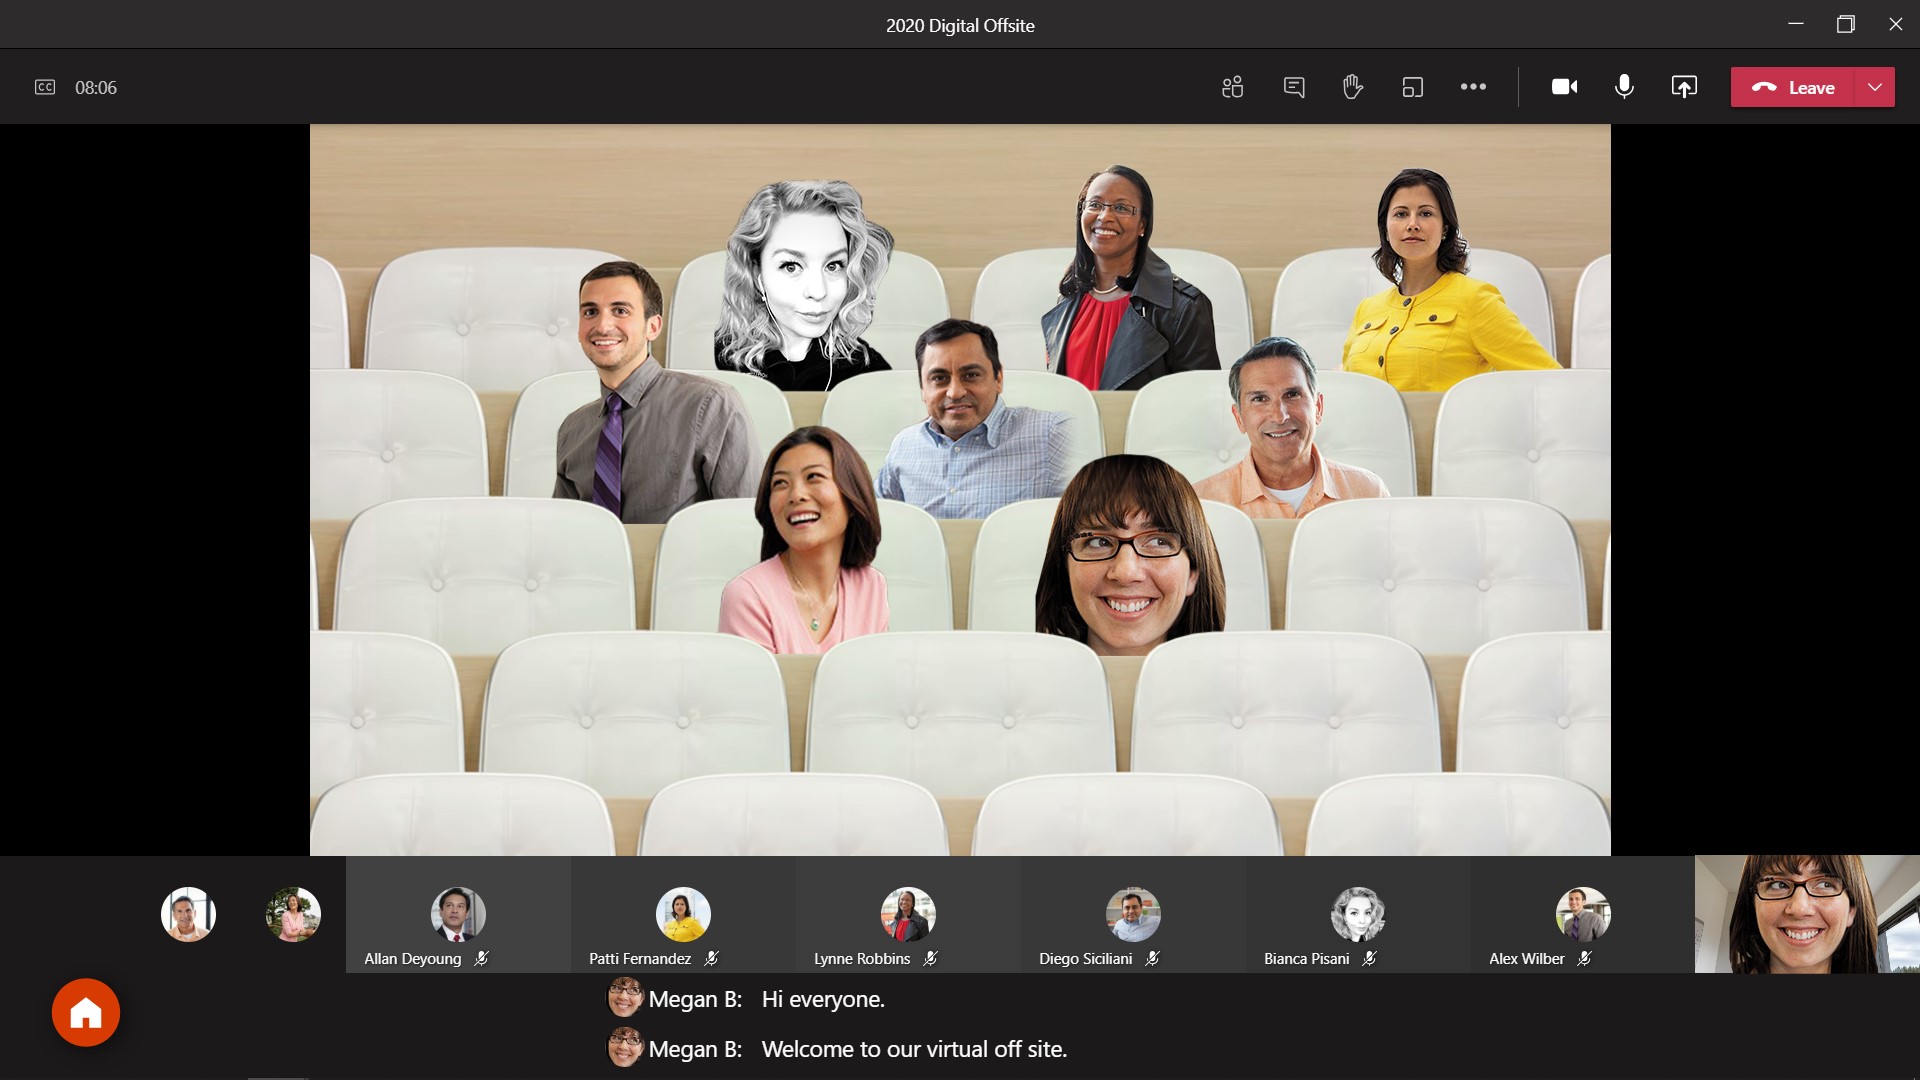 2020 Digital Offsite
CC 08:06
Leave
Allan Deyoung
Patti Fernandez
Lynne Robbins
Diego Siciliani
Bianca Pisani
Alex Wilber
Megan B: Hi everyone.
Megan B: Welcome to our virtual off site.